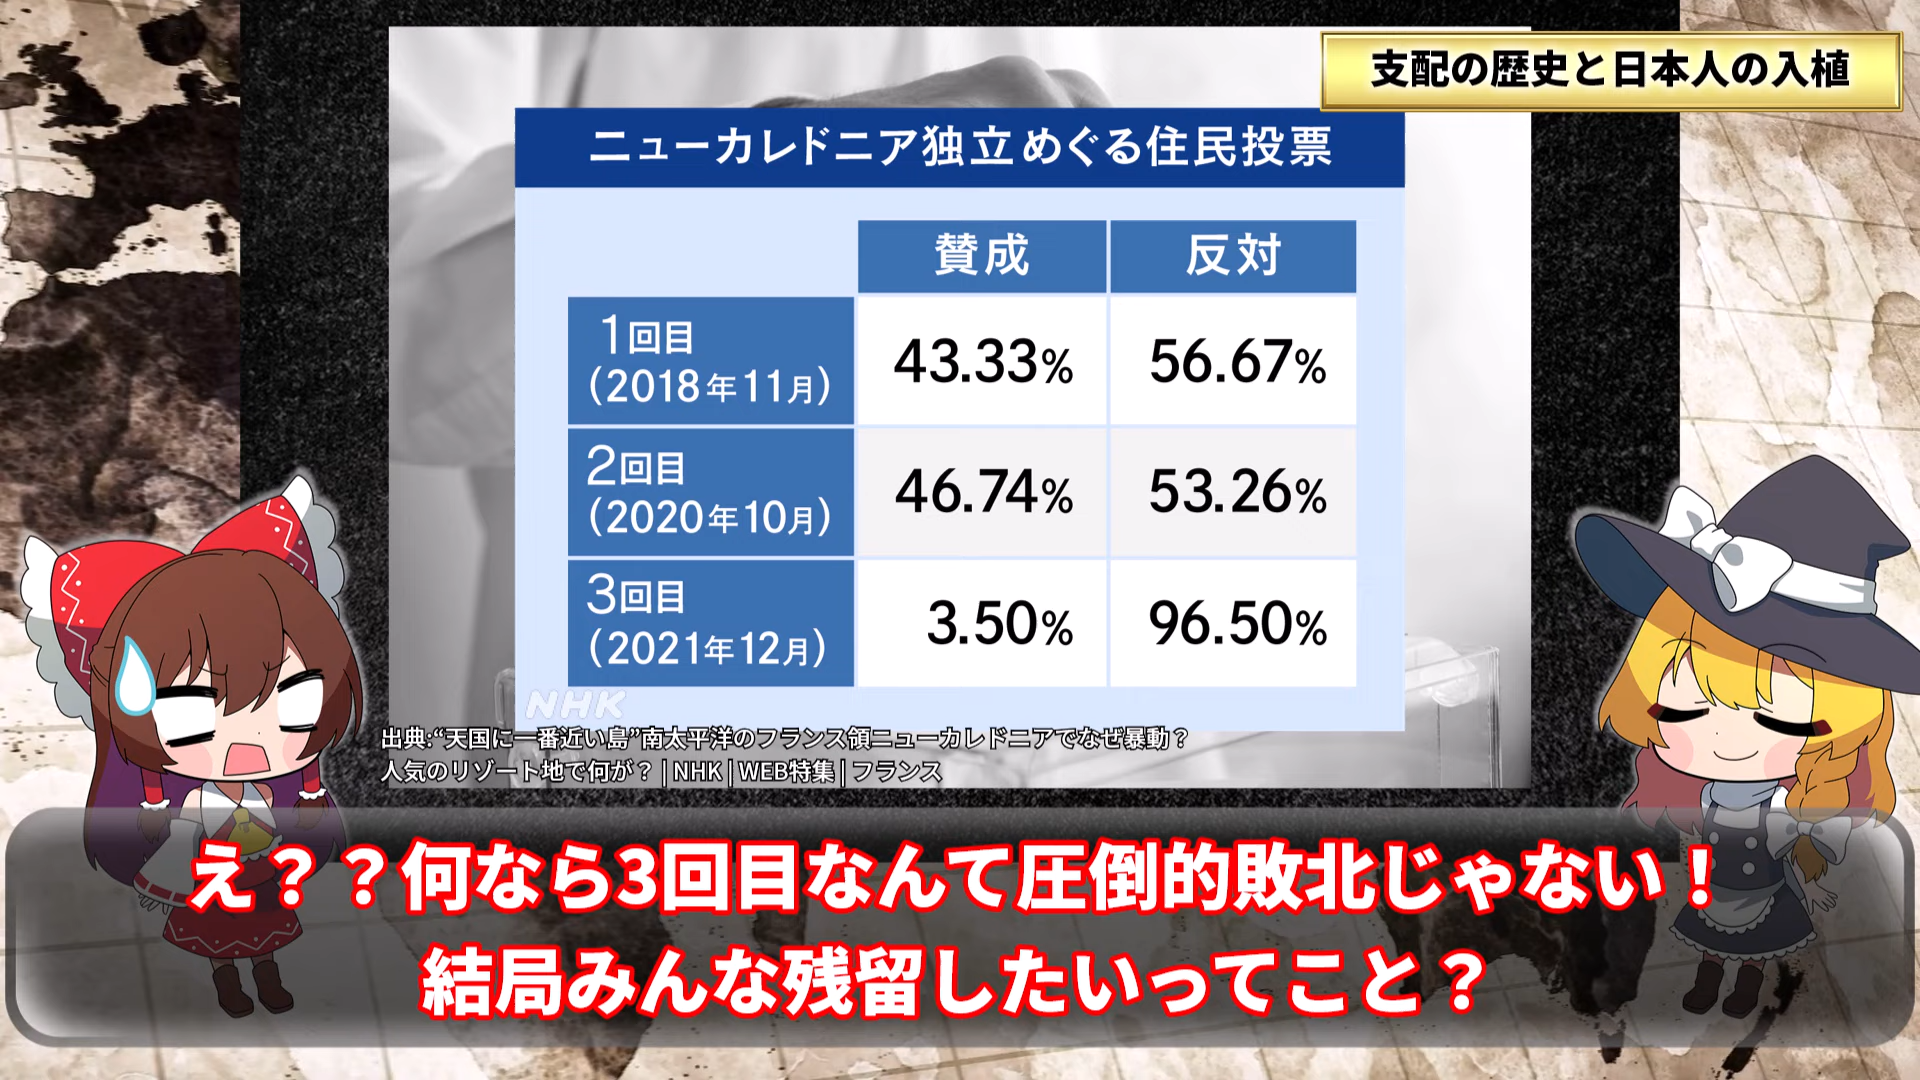 支配の歴史と日本人の入植
ニューカレドニア独立めぐる住民投票
賛成 反対
1回目
(2018年11月) 43.33% 56.67%
2回目
(2020年10月) 46.74% 53.26%
3回目
(2021年12月) 3.50% 96.50%
NHK
出典:“天国に一番近い島”南太平洋のフランス領ニューカレドニアでなぜ暴動？
人気のリゾート地で何が？ | NHK | WEB特集 | フランス
え？？何なら3回目なんて圧倒的敗北じゃない！
結局みんな残留したいってこと？